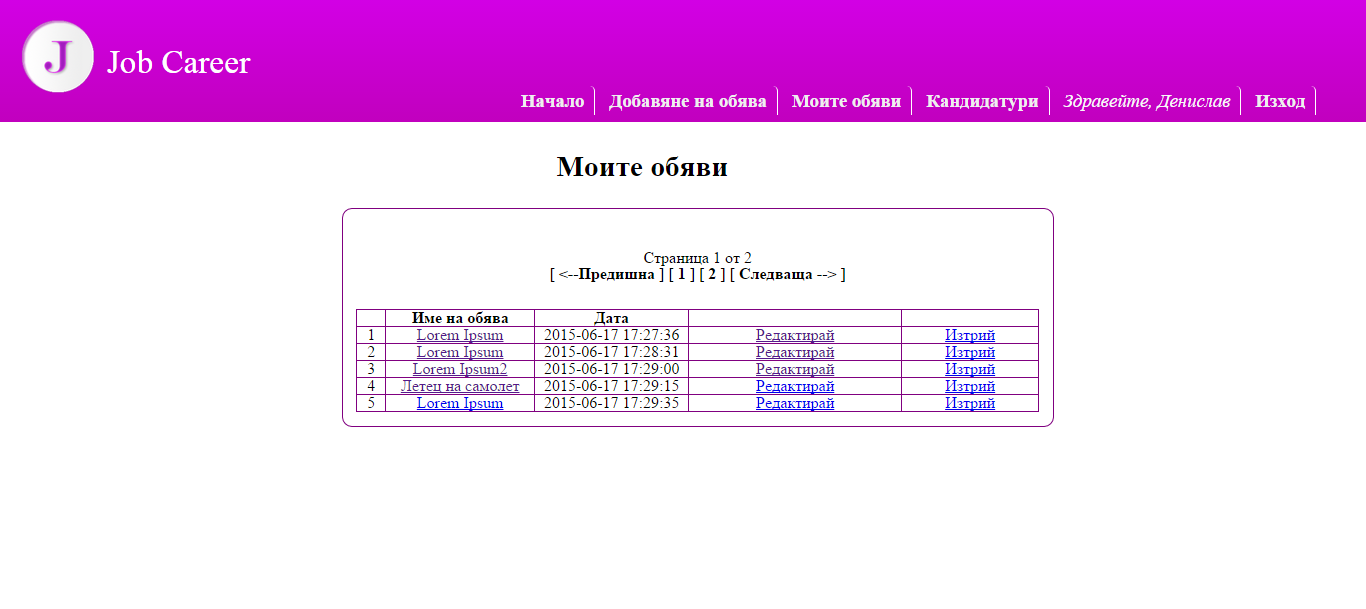 J Job Career
Начало Добавяне на обява Моите обяви Кандидатури Здравейте, Денислав Изход
Моите обяви
Страница 1 от 2
[ <--Предишна ] [ 1 ] [ 2 ] [ Следваща --> ]
Име на обява Дата
1 Lorem Ipsum 2015-06-17 17:27:36 Редактирай Изтрий
2 Lorem Ipsum 2015-06-17 17:28:31 Редактирай Изтрий
3 Lorem Ipsum2 2015-06-17 17:29:00 Редактирай Изтрий
4 Летец на самолет 2015-06-17 17:29:15 Редактирай Изтрий
5 Lorem Ipsum 2015-06-17 17:29:35 Редактирай Изтрий